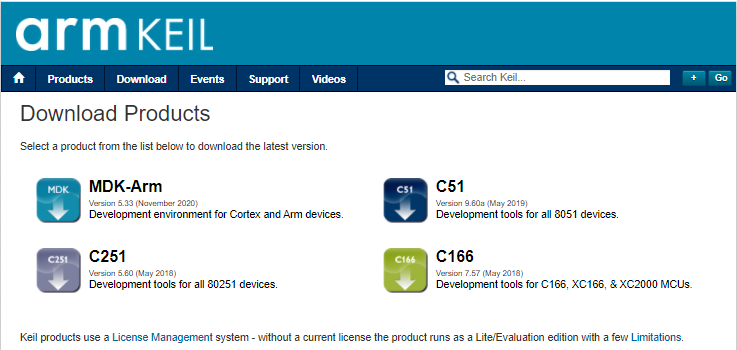 arm KEIL
Products Download Events Support Videos Search Keil... + Go
Download Products
Select a product from the list below to download the latest version.
MDK
MDK-Arm
Version 5.33 (November 2020)
Development environment for Cortex and Arm devices.
C51
C51
Version 9.60a (May 2019)
Development tools for all 8051 devices.
C251
C251
Version 5.60 (May 2018)
Development tools for all 80251 devices.
C166
C166
Version 7.57 (May 2018)
Development tools for C166, XC166, & XC2000 MCUs.
Keil products use a License Management system - without a current license the product runs as a Lite/Evaluation edition with a few Limitations.